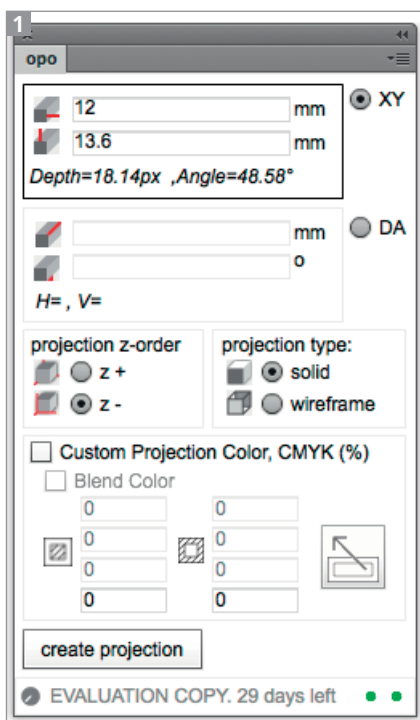 1
opo
12 mm XY
13.6 mm
Depth=18.14px ,Angle=48.58°
mm DA
o
H= , V=
projection z-order projection type:
z + solid
z - wireframe
Custom Projection Color, CMYK (%)
Blend Color
0 0
0 0
0 0
0 0
create projection
EVALUATION COPY. 29 days left